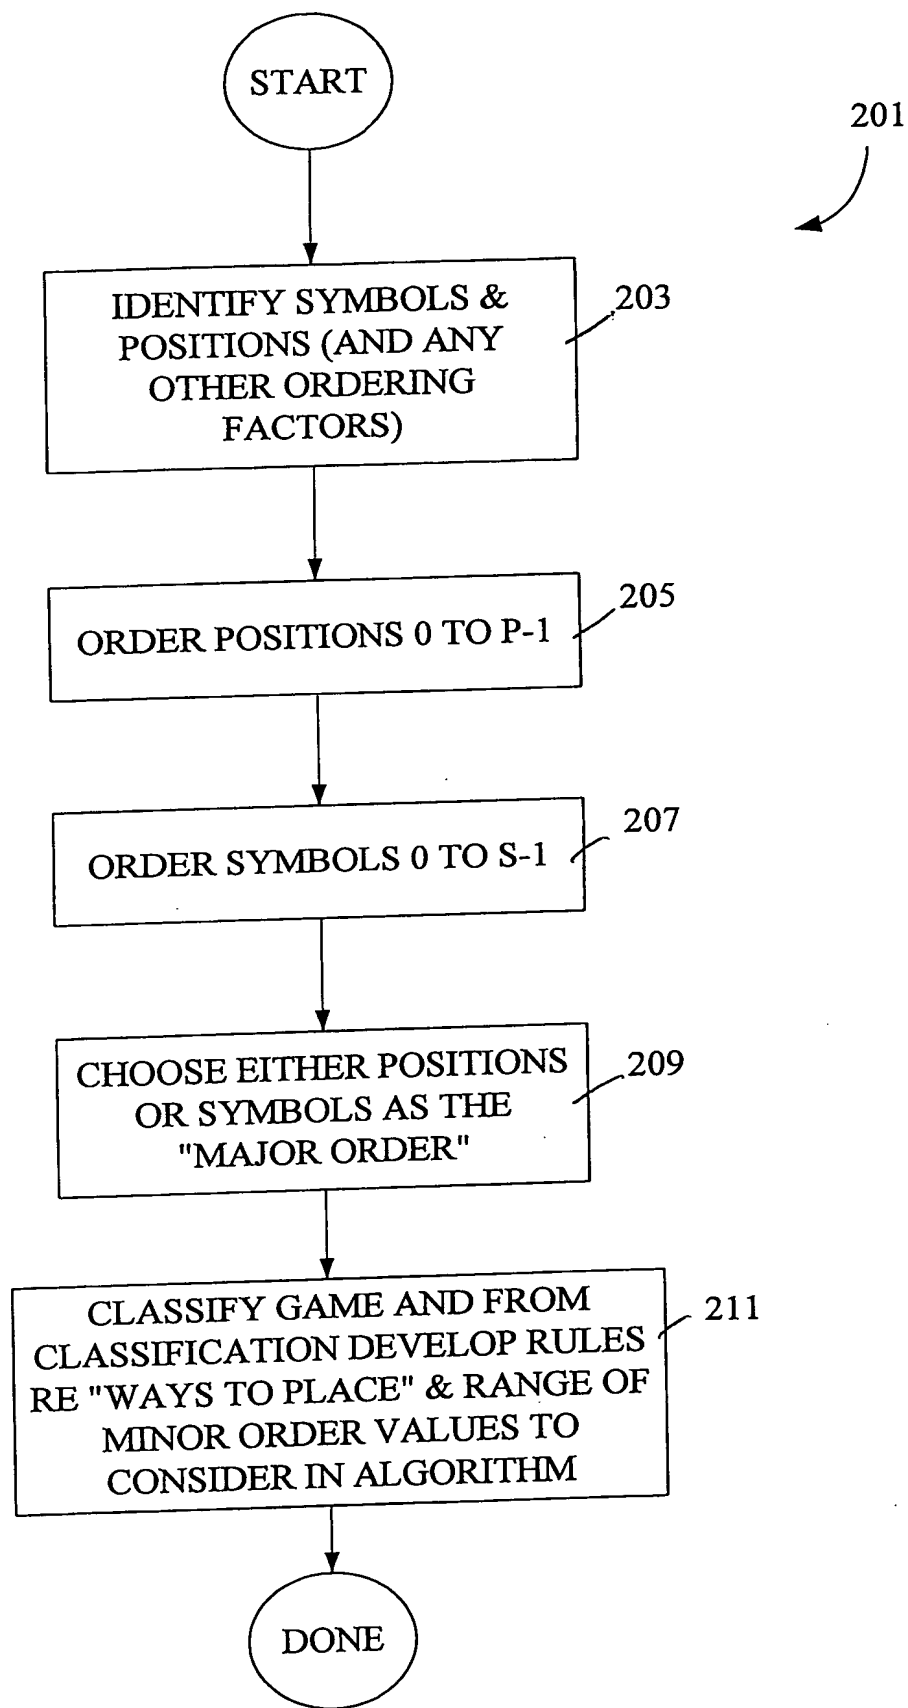 START
201
IDENTIFY SYMBOLS &
POSITIONS (AND ANY
OTHER ORDERING
FACTORS)
203
ORDER POSITIONS 0 TO P-1
205
ORDER SYMBOLS 0 TO S-1
207
CHOOSE EITHER POSITIONS
OR SYMBOLS AS THE
"MAJOR ORDER"
209
CLASSIFY GAME AND FROM
CLASSIFICATION DEVELOP RULES
RE "WAYS TO PLACE" & RANGE OF
MINOR ORDER VALUES TO
CONSIDER IN ALGORITHM
211
DONE